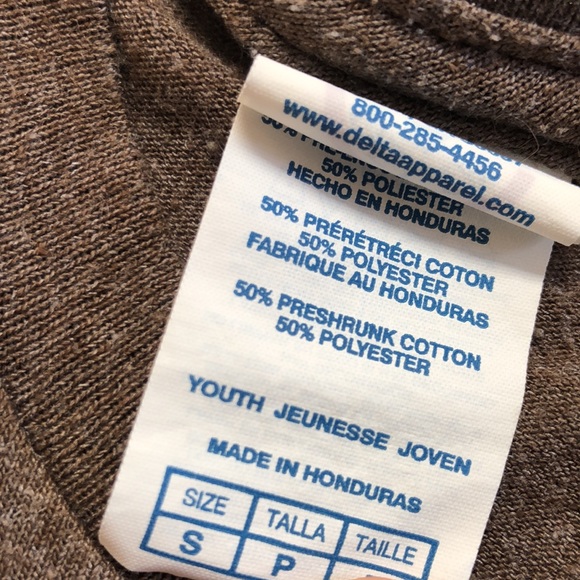 800-285-4456
www.deltaapparel.com
50% POLIESTER
HECHO EN HONDURAS
50% PRÉRÉTRÉCI COTON
50% POLYESTER
FABRIQUE AU HONDURAS
50% PRESHRUNK COTTON
50% POLYESTER
YOUTH JEUNESSE JOVEN
MADE IN HONDURAS
SIZE TALLA TAILLE
S P